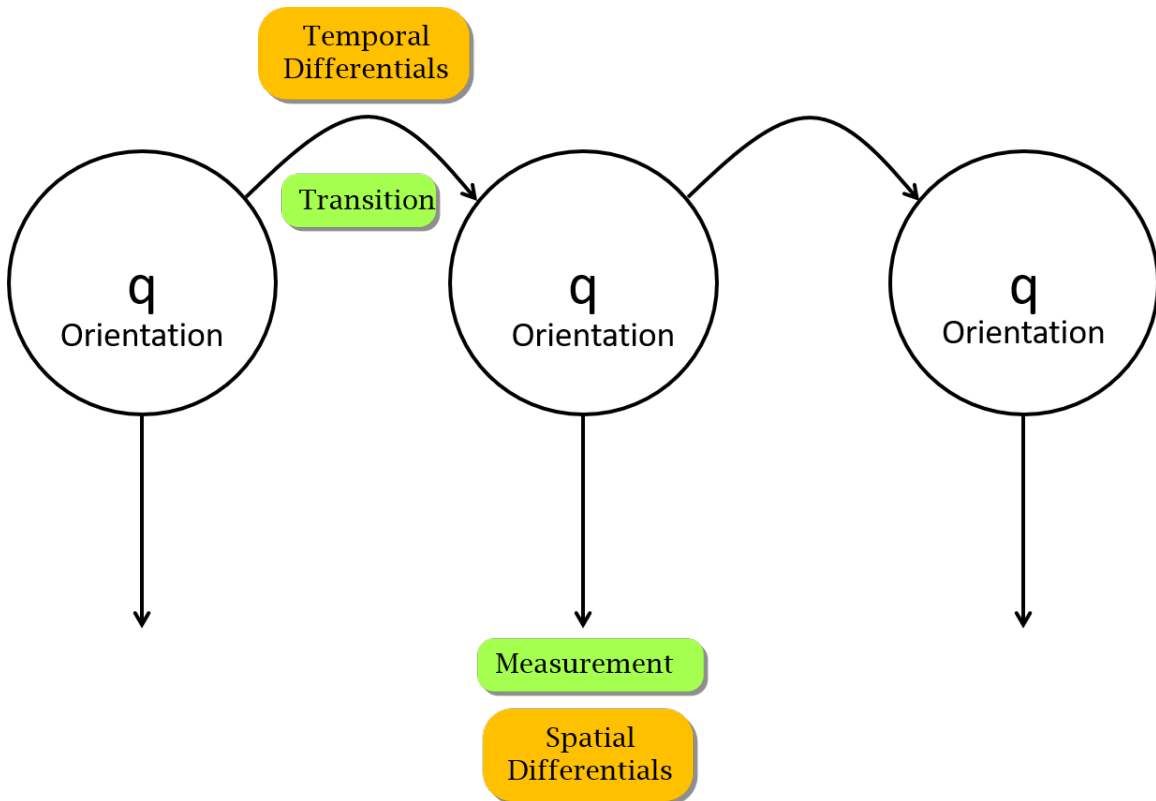 Temporal
Differentials
Transition
q
Orientation
q
Orientation
q
Orientation
Measurement
Spatial
Differentials